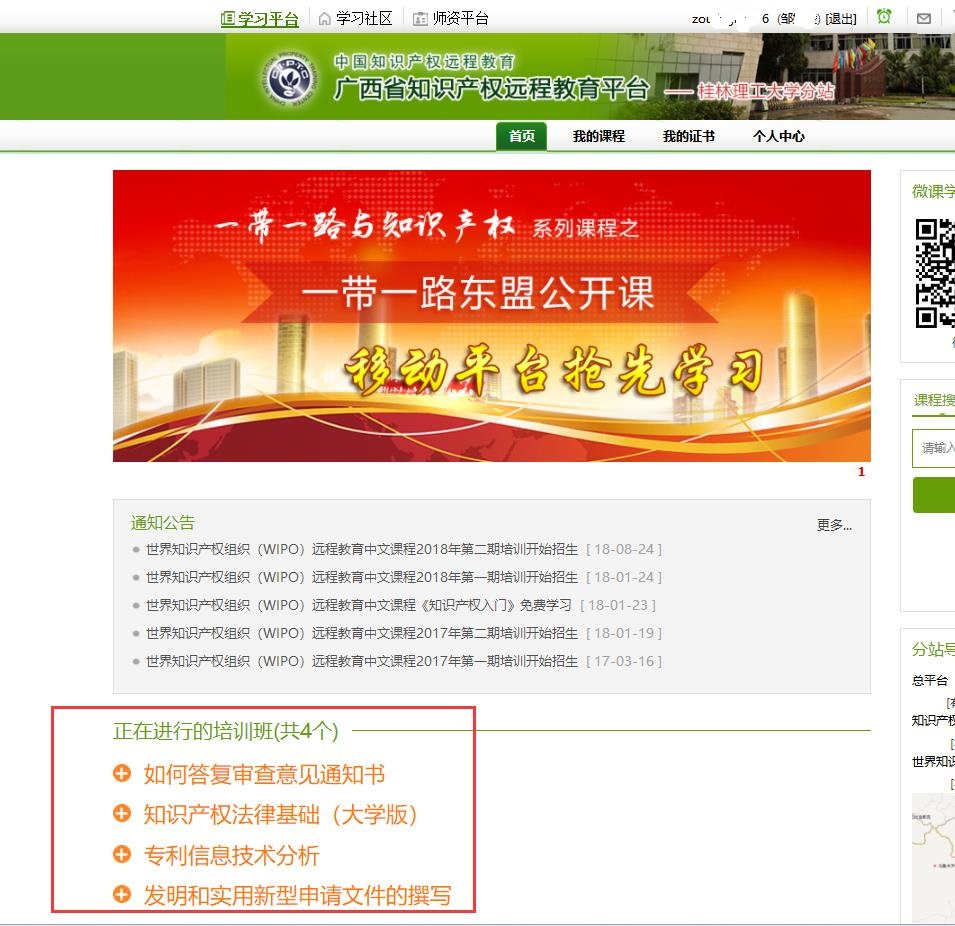 学习平台 学习社区 师资平台 [退出]
中国知识产权远程教育
广西省知识产权远程教育平台 —— 桂林理工大学分站
首页 我的课程 我的证书 个人中心
一带一路与知识产权 系列课程之
一带一路东盟公开课
移动平台抢先学习
1
微课学
课程搜
请输入
通知公告 更多...
世界知识产权组织（WIPO）远程教育中文课程2018年第二期培训开始招生 [ 18-08-24 ]
世界知识产权组织（WIPO）远程教育中文课程2018年第一期培训开始招生 [ 18-01-24 ]
世界知识产权组织（WIPO）远程教育中文课程《知识产权入门》免费学习 [ 18-01-23 ]
世界知识产权组织（WIPO）远程教育中文课程2017年第二期培训开始招生 [ 18-01-19 ]
世界知识产权组织（WIPO）远程教育中文课程2017年第一期培训开始招生 [ 17-03-16 ]
分站导
总平台
知识产权
世界知识
正在进行的培训班(共4个)
如何答复审查意见通知书
知识产权法律基础（大学版）
专利信息技术分析
发明和实用新型申请文件的撰写